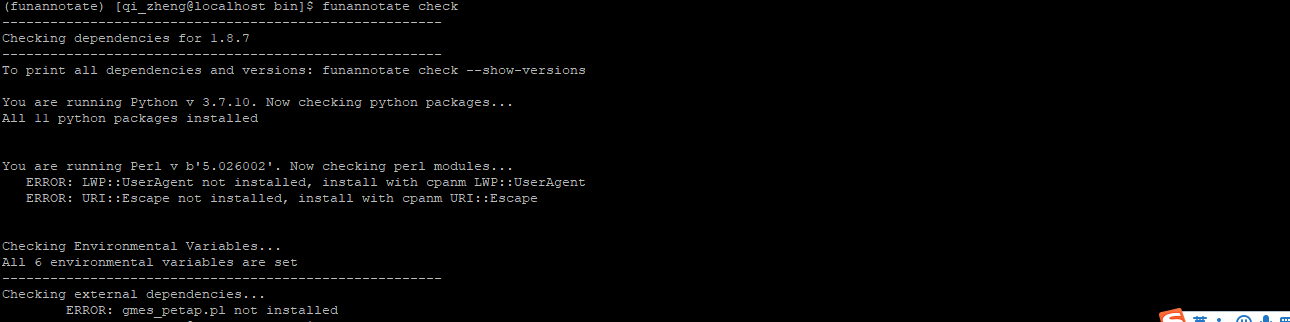 (funannotate) [qi_zheng@localhost bin]$ funannotate check
-------------------------------------------------------
Checking dependencies for 1.8.7
-------------------------------------------------------
To print all dependencies and versions: funannotate check --show-versions
You are running Python v 3.7.10. Now checking python packages...
All 11 python packages installed
You are running Perl v b'5.026002'. Now checking perl modules...
ERROR: LWP::UserAgent not installed, install with cpanm LWP::UserAgent
ERROR: URI::Escape not installed, install with cpanm URI::Escape
Checking Environmental Variables...
All 6 environmental variables are set
-------------------------------------------------------
Checking external dependencies...
ERROR: gmes_petap.pl not installed